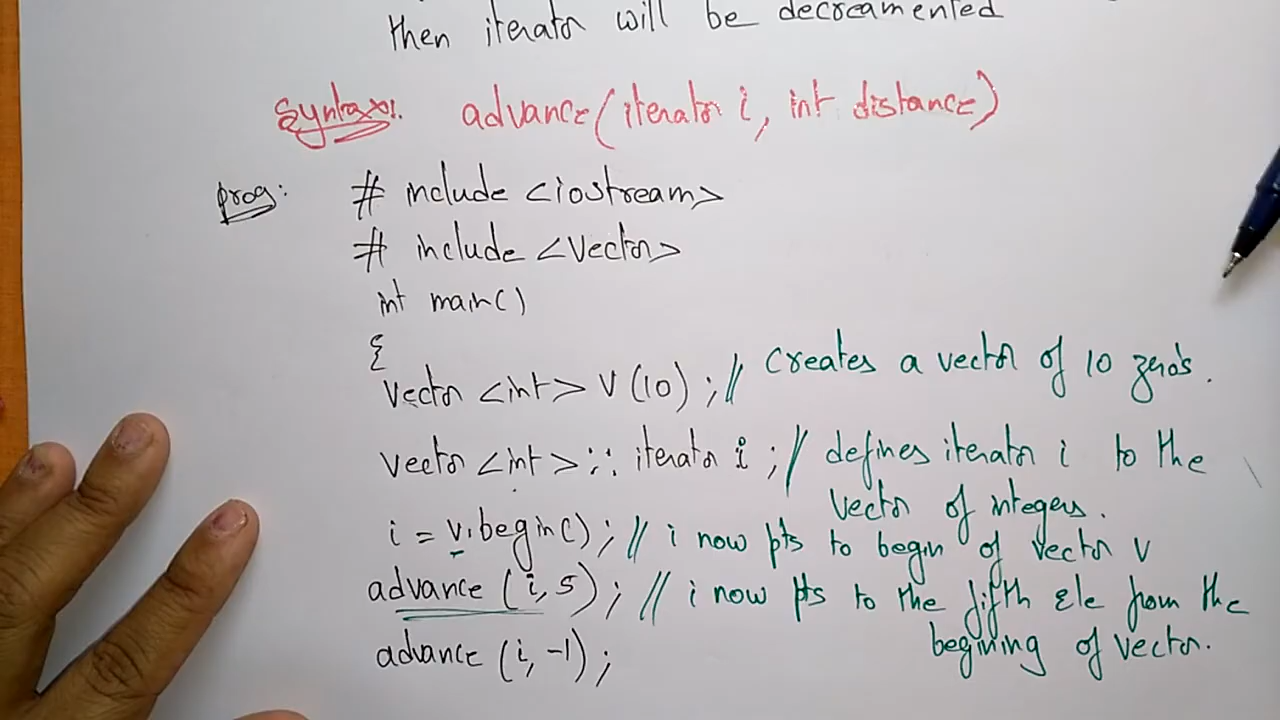 then iterator will be decreamented
Syntax:. advance(iterator i, int distance)
prog: # include <iostream>
# include <Vector>
int main()
{
Vector <int> V (10) ; // Creates a vector of 10 zero's.
vector <int> :: iterator i ; // defines iterator i to the
vector of integers.
i = v.begin() ; // i now pts to begin of vector V
advance (i, 5) ; // i now pts to the fifth Ele from the
begining of vector.
advance (i, -1) ;